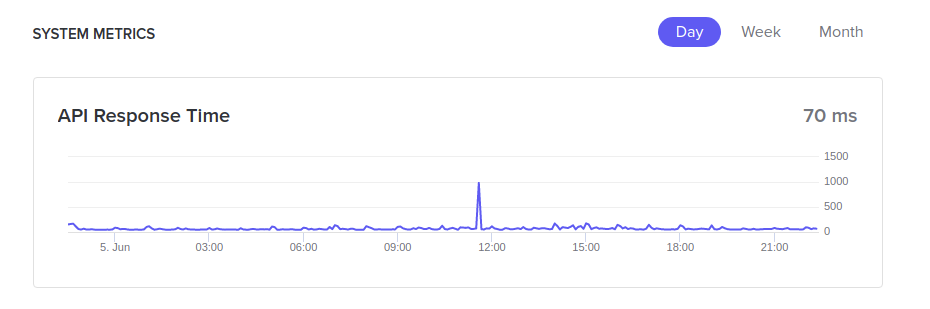 SYSTEM METRICS
Day Week Month
API Response Time
70 ms
1500
1000
500
0
5. Jun 03:00 06:00 09:00 12:00 15:00 18:00 21:00